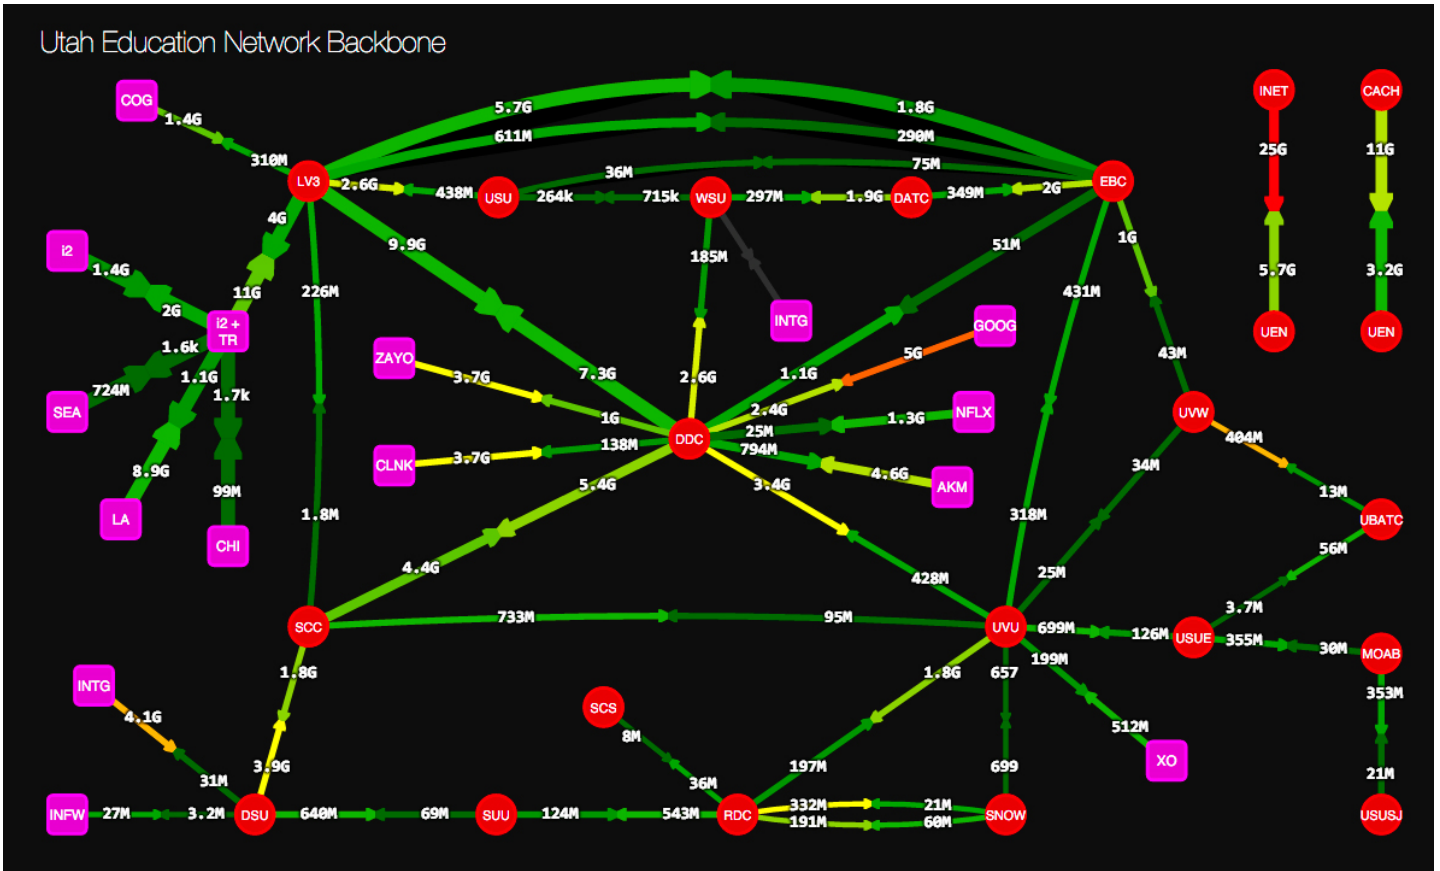 Utah Education Network Backbone
COG
INET
CACH
1.4G
5.7G
1.8G
611M
290M
25G
11G
310M
36M
75M
LV3
2.6G
438M
USU
264k
715k
WSU
297M
1.9G
DATC
349M
2G
EBC
4G
9.9G
185M
51M
1G
i2
1.4G
5.7G
3.2G
2G
11G
226M
431M
i2 +
TR
INTG
GOOG
UEN
UEN
1.6k
ZAYO
5G
43M
724M
1.1G
1.7k
3.7G
7.3G
2.6G
1.1G
SEA
1G
2.4G
NFLX
1.3G
UVW
25M
DDC
138M
794M
404M
CLNK
3.7G
8.9G
4.6G
AKM
34M
99M
5.4G
3.4G
13M
LA
1.8M
318M
UBATC
CHI
56M
4.4G
428M
25M
3.7M
SCC
733M
95M
UVU
699M
126M
USUE
355M
30M
MOAB
1.8G
1.8G
657
199M
INTG
353M
4.1G
SCS
8M
512M
XO
31M
3.9G
36M
197M
699
21M
INFW
27M
3.2M
DSU
640M
69M
SUU
124M
543M
RDC
332M
21M
191M
60M
SNOW
USUSJ